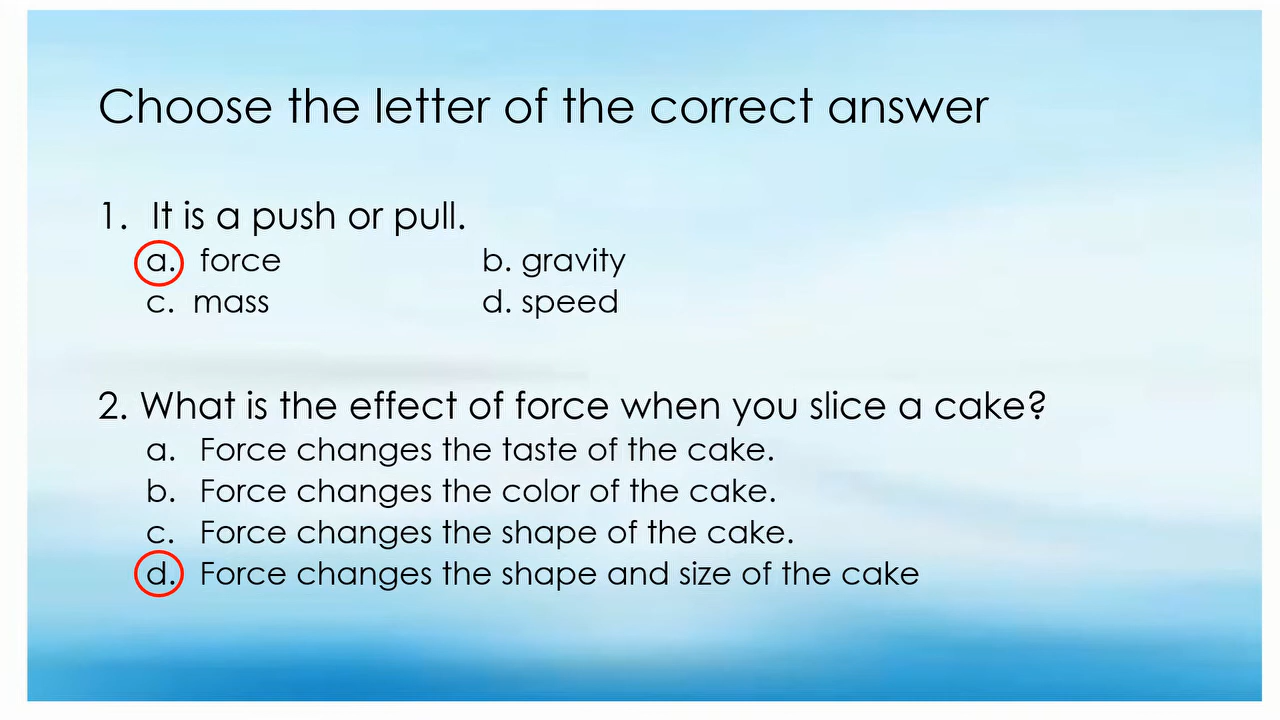 Choose the letter of the correct answer
1. It is a push or pull.
a. force b. gravity
c. mass d. speed
2. What is the effect of force when you slice a cake?
a. Force changes the taste of the cake.
b. Force changes the color of the cake.
c. Force changes the shape of the cake.
d. Force changes the shape and size of the cake